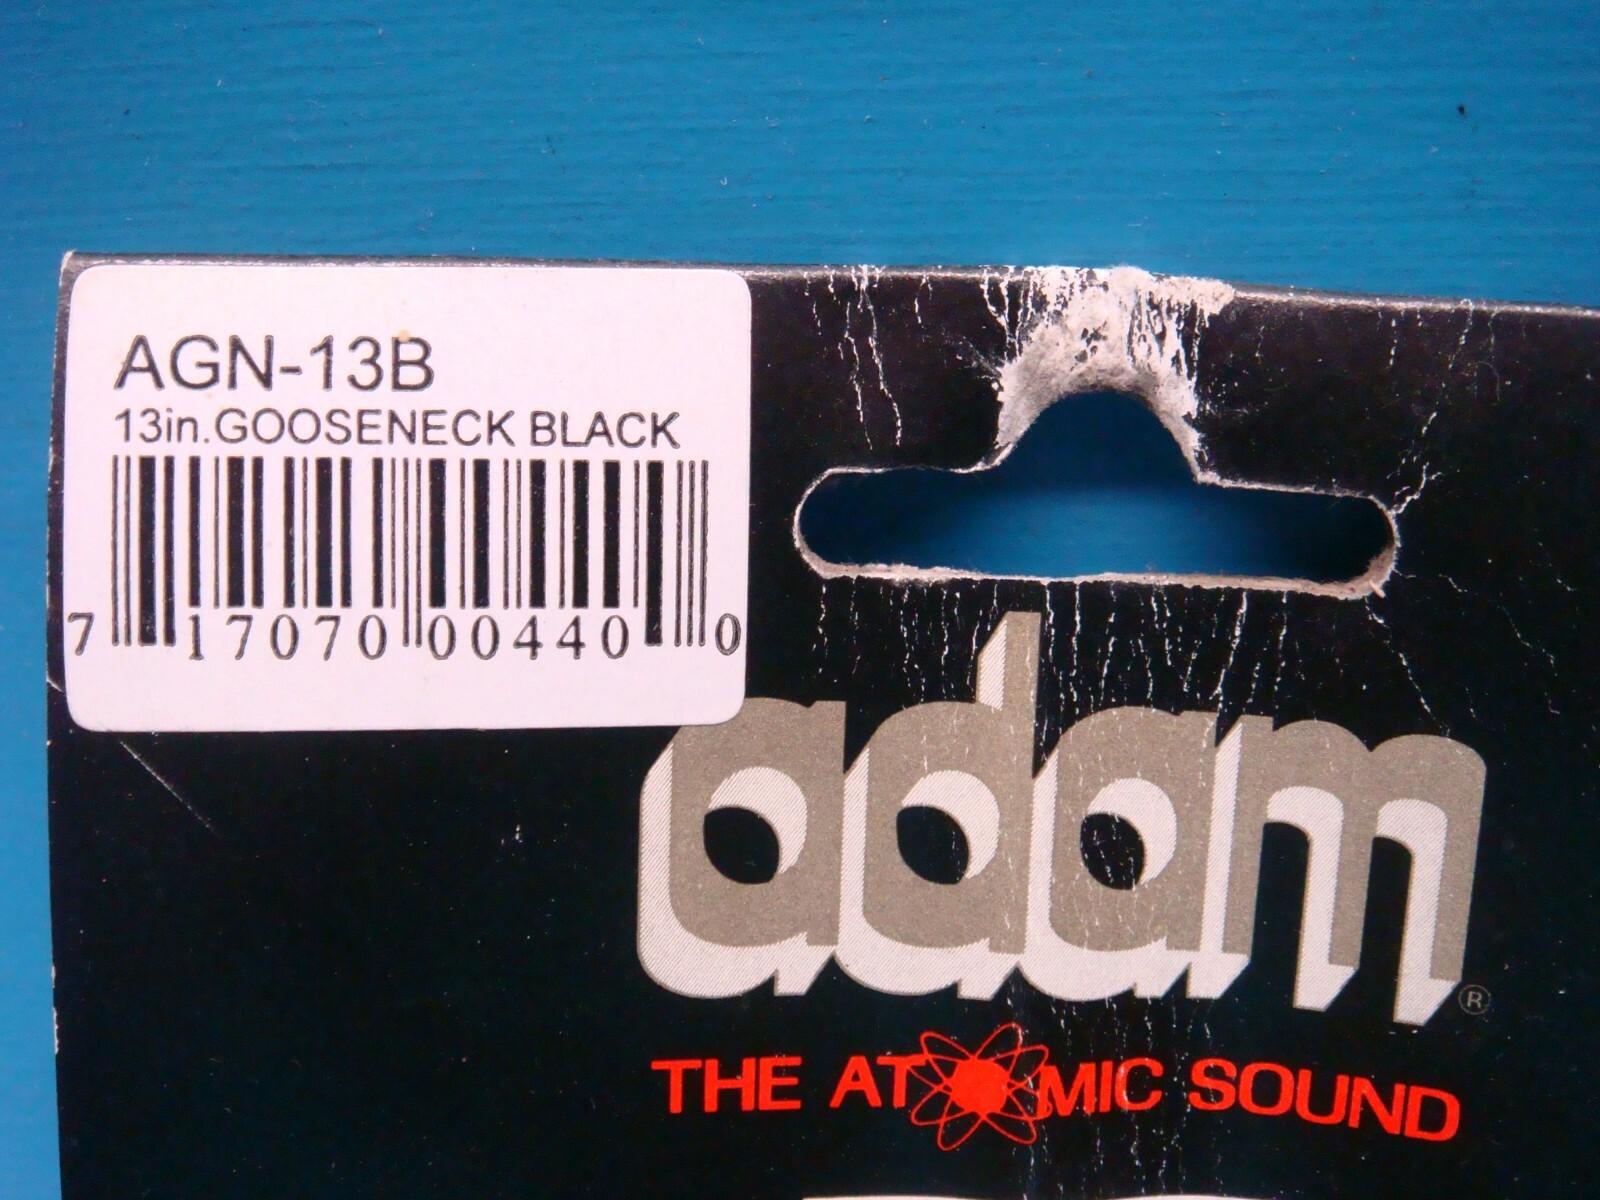 AGN-13B
13in.GOOSENECK BLACK
7 17070 00440 0
adam®
THE ATOMIC SOUND